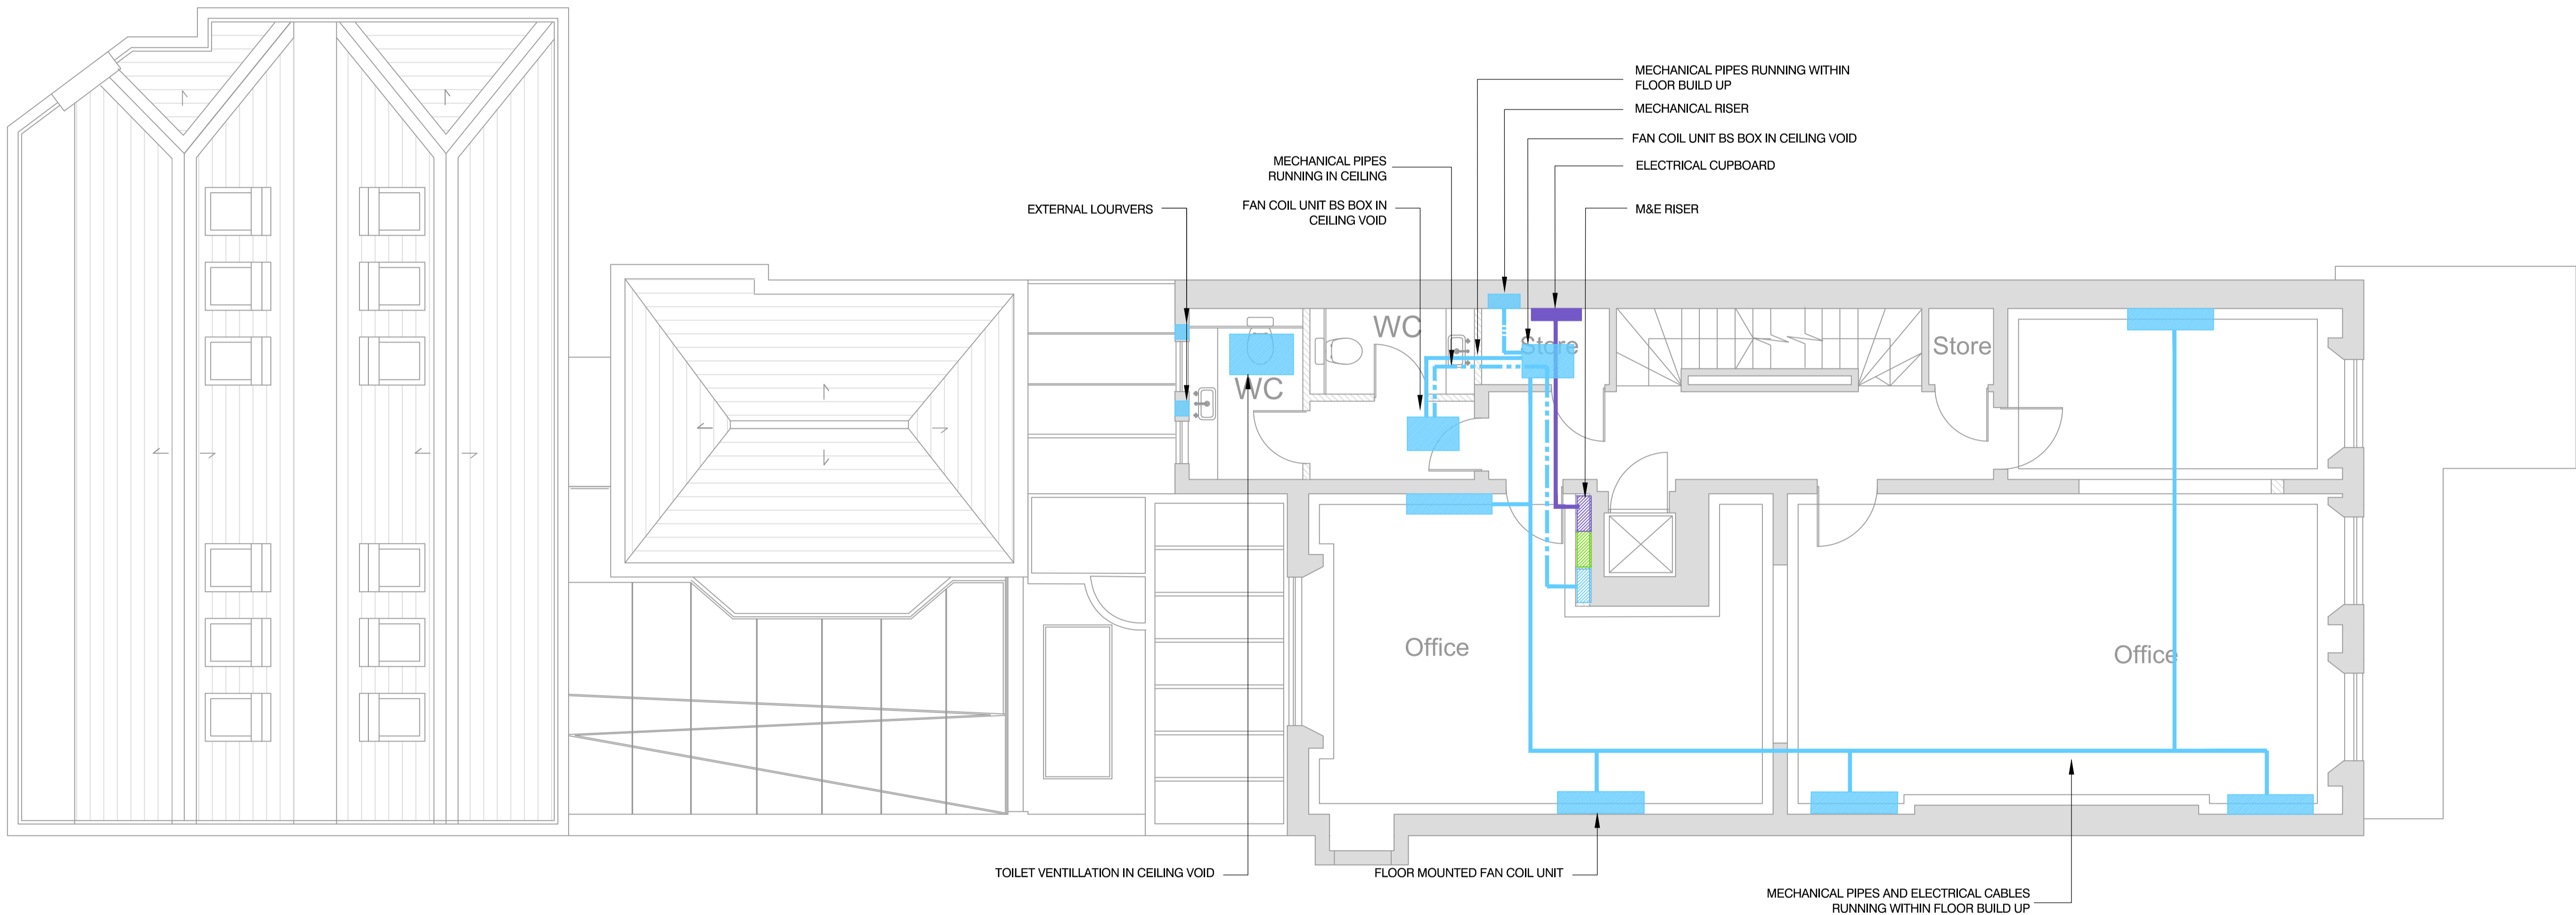 MECHANICAL PIPES RUNNING WITHIN
FLOOR BUILD UP
MECHANICAL RISER
FAN COIL UNIT BS BOX IN CEILING VOID
ELECTRICAL CUPBOARD
M&E RISER
MECHANICAL PIPES
RUNNING IN CEILING
FAN COIL UNIT BS BOX IN
CEILING VOID
EXTERNAL LOURVERS
WC
WC
Store
Store
Office
Office
TOILET VENTILLATION IN CEILING VOID
FLOOR MOUNTED FAN COIL UNIT
MECHANICAL PIPES AND ELECTRICAL CABLES
RUNNING WITHIN FLOOR BUILD UP